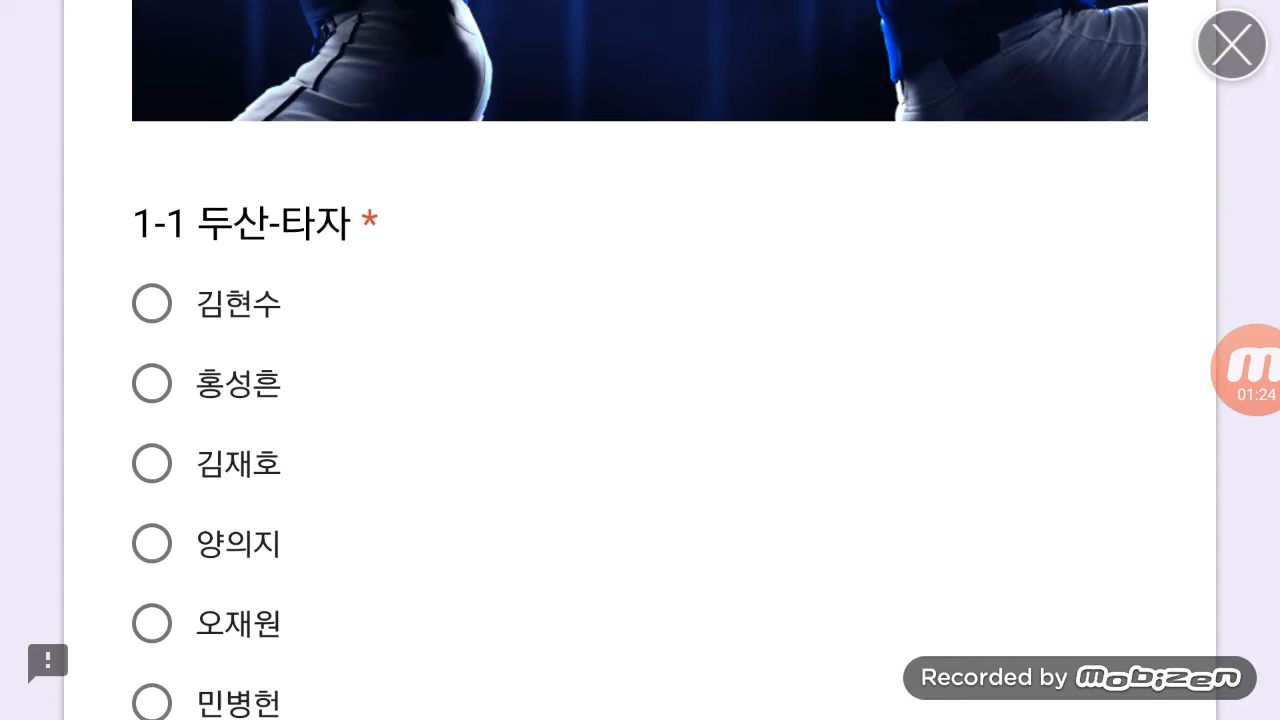 1-1 두산-타자 *
김현수
홍성흔
김재호
양의지
오재원
민병헌
01:24
Recorded by mobizen